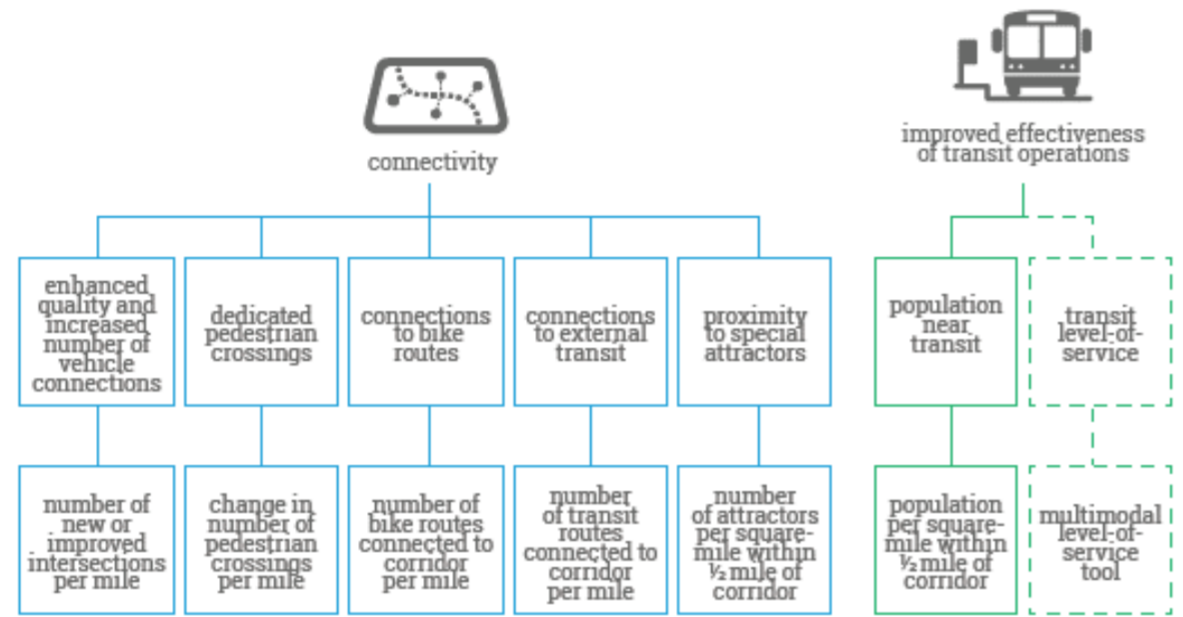 connectivity
improved effectiveness
of transit operations
enhanced
quality and
increased
number of
vehicle
connections
dedicated
pedestrian
crossings
connections
to bike
routes
connections
to external
transit
proximity
to special
attractors
population
near
transit
transit
level-of-
service
number of
new or
improved
intersections
per mile
change in
number of
pedestrian
crossings
per mile
number of
bike routes
connected to
corridor
per mile
number
of transit
routes
connected to
corridor
per mile
number
of attractors
per square-
mile within
½ mile of
corridor
population
per square-
mile within
½ mile of
corridor
multimodal
level-of-
service
tool